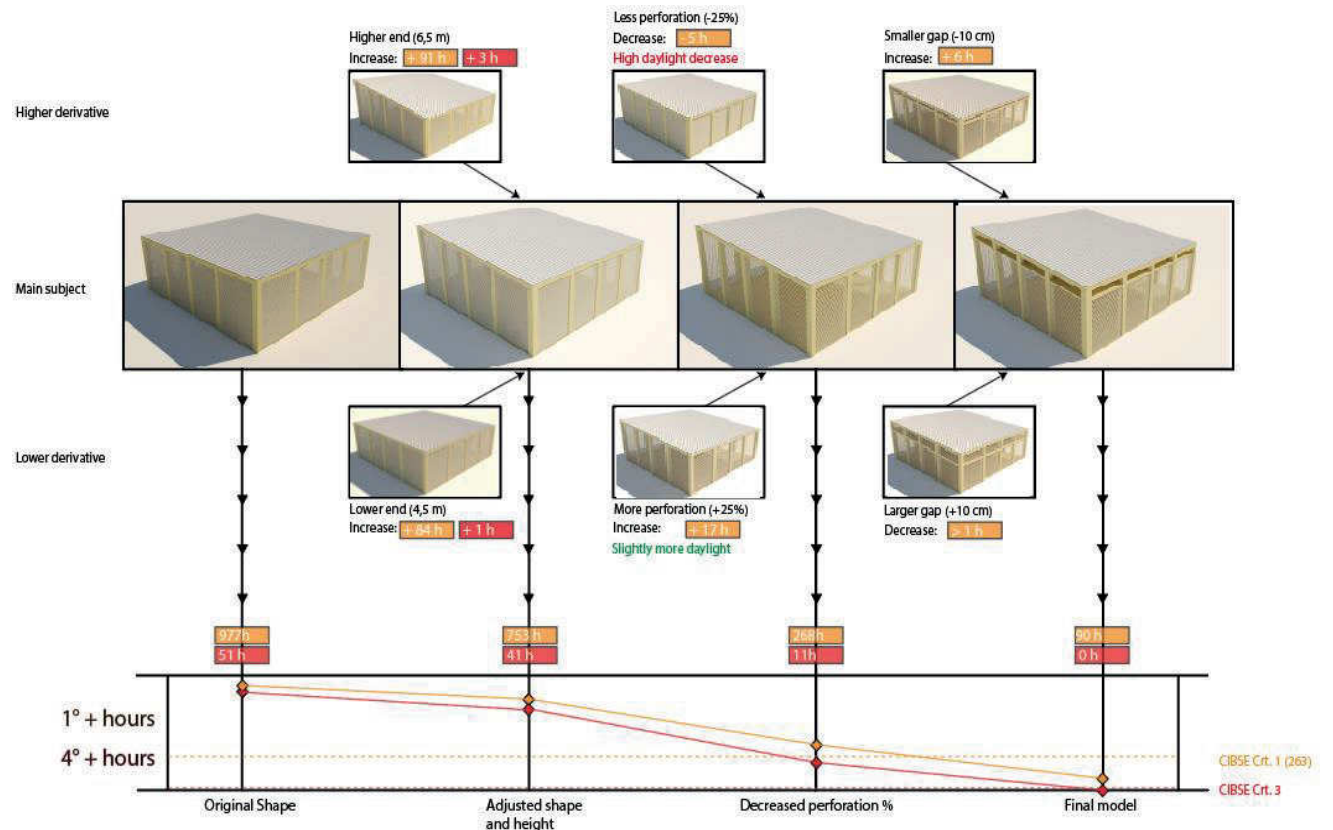 Higher end (6,5 m)
Increase: + 91 h + 3 h
Less perforation (-25%)
Decrease: - 5 h
High daylight decrease
Smaller gap (-10 cm)
Increase: + 6 h
Higher derivative
Main subject
Lower derivative
Lower end (4,5 m)
Increase: + 84 h + 1 h
More perforation (+25%)
Increase: + 17 h
Slightly more daylight
Larger gap (+10 cm)
Decrease: > 1 h
977h
51 h
753 h
41 h
268h
11h
90 h
0 h
1° + hours
4° + hours
CIBSE Crt. 1 (263)
CIBSE Crt. 3
Original Shape
Adjusted shape
and height
Decreased perforation %
Final model